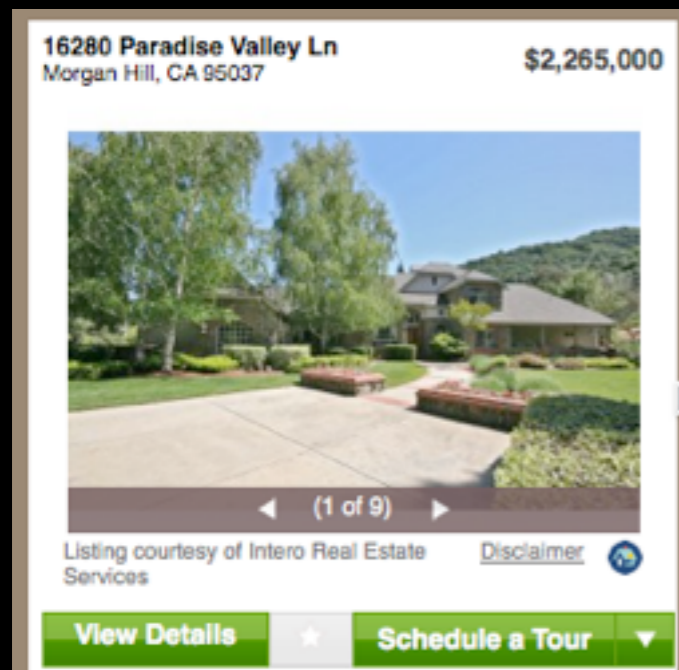 16280 Paradise Valley Ln
$2,265,000
Morgan Hill, CA 95037
(1 of 9)
Listing courtesy of Intero Real Estate
Services
Disclaimer
View Details
Schedule a Tour